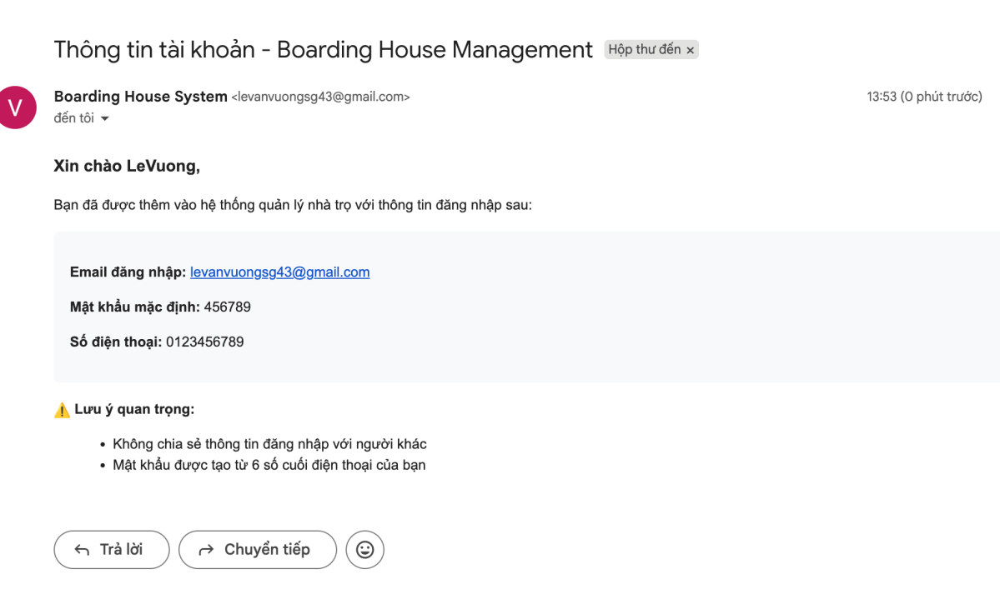 Thông tin tài khoản - Boarding House Management Hộp thư đến ×
V
Boarding House System <levanvuongsg43@gmail.com> 13:53 (0 phút trước)
đến tôi
Xin chào LeVuong,
Bạn đã được thêm vào hệ thống quản lý nhà trọ với thông tin đăng nhập sau:
Email đăng nhập: levanvuongsg43@gmail.com
Mật khẩu mặc định: 456789
Số điện thoại: 0123456789
⚠️ Lưu ý quan trọng:
• Không chia sẻ thông tin đăng nhập với người khác
• Mật khẩu được tạo từ 6 số cuối điện thoại của bạn
Trả lời Chuyển tiếp